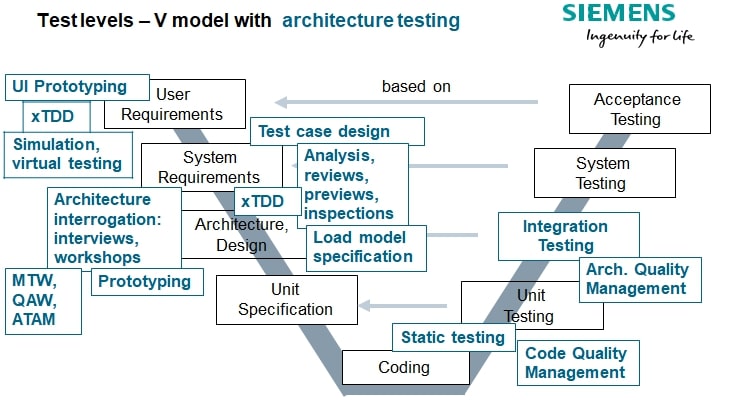 Test levels – V model with architecture testing
SIEMENS
Ingenuity for life
UI Prototyping
xTDD
Simulation,
virtual testing
User
Requirements
based on
Acceptance
Testing
Test case design
System
Requirements
Analysis,
reviews,
previews,
inspections
System
Testing
Architecture
interrogation:
interviews,
workshops
xTDD
Architecture,
Design
Load model
specification
Integration
Testing
MTW,
QAW,
ATAM
Prototyping
Unit
Specification
Arch. Quality
Management
Unit
Testing
Static testing
Coding
Code Quality
Management